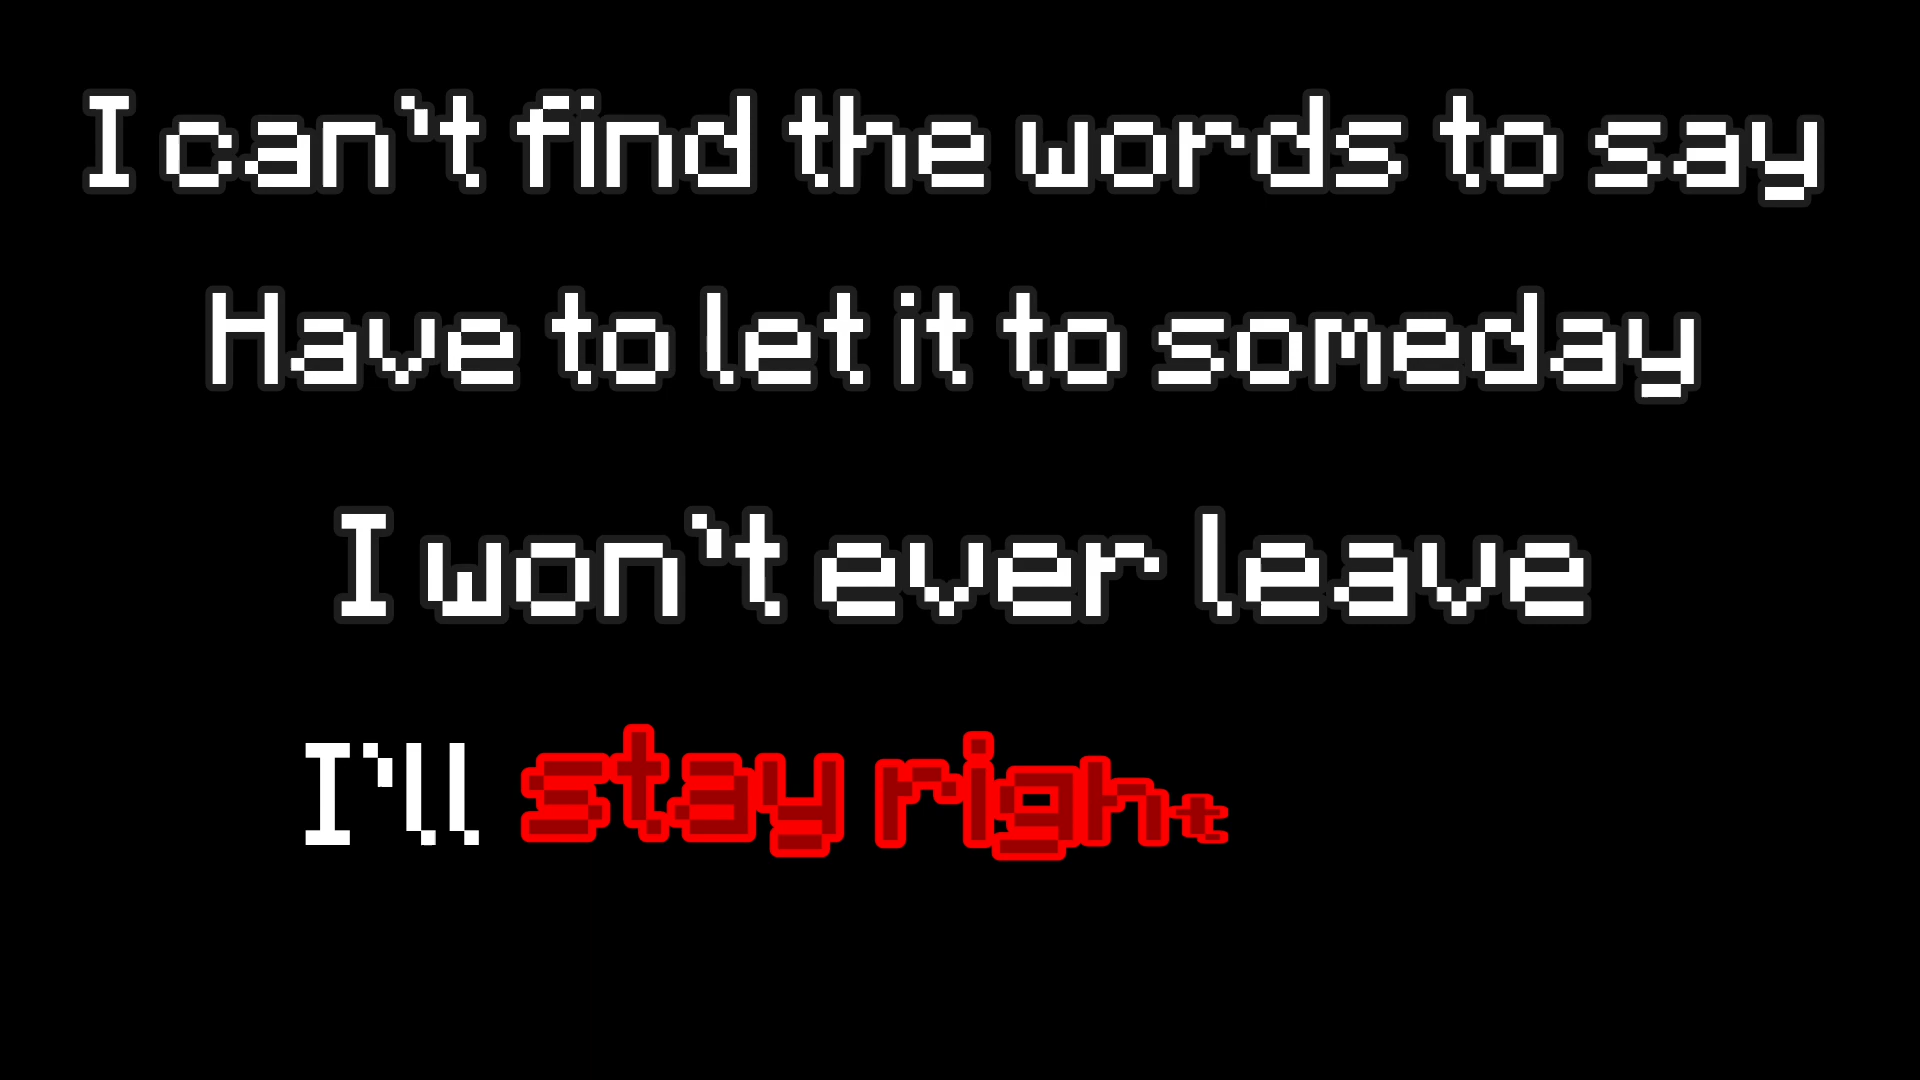 I can't find the words to say
Have to let it to someday
I won't ever leave
I'll stay right